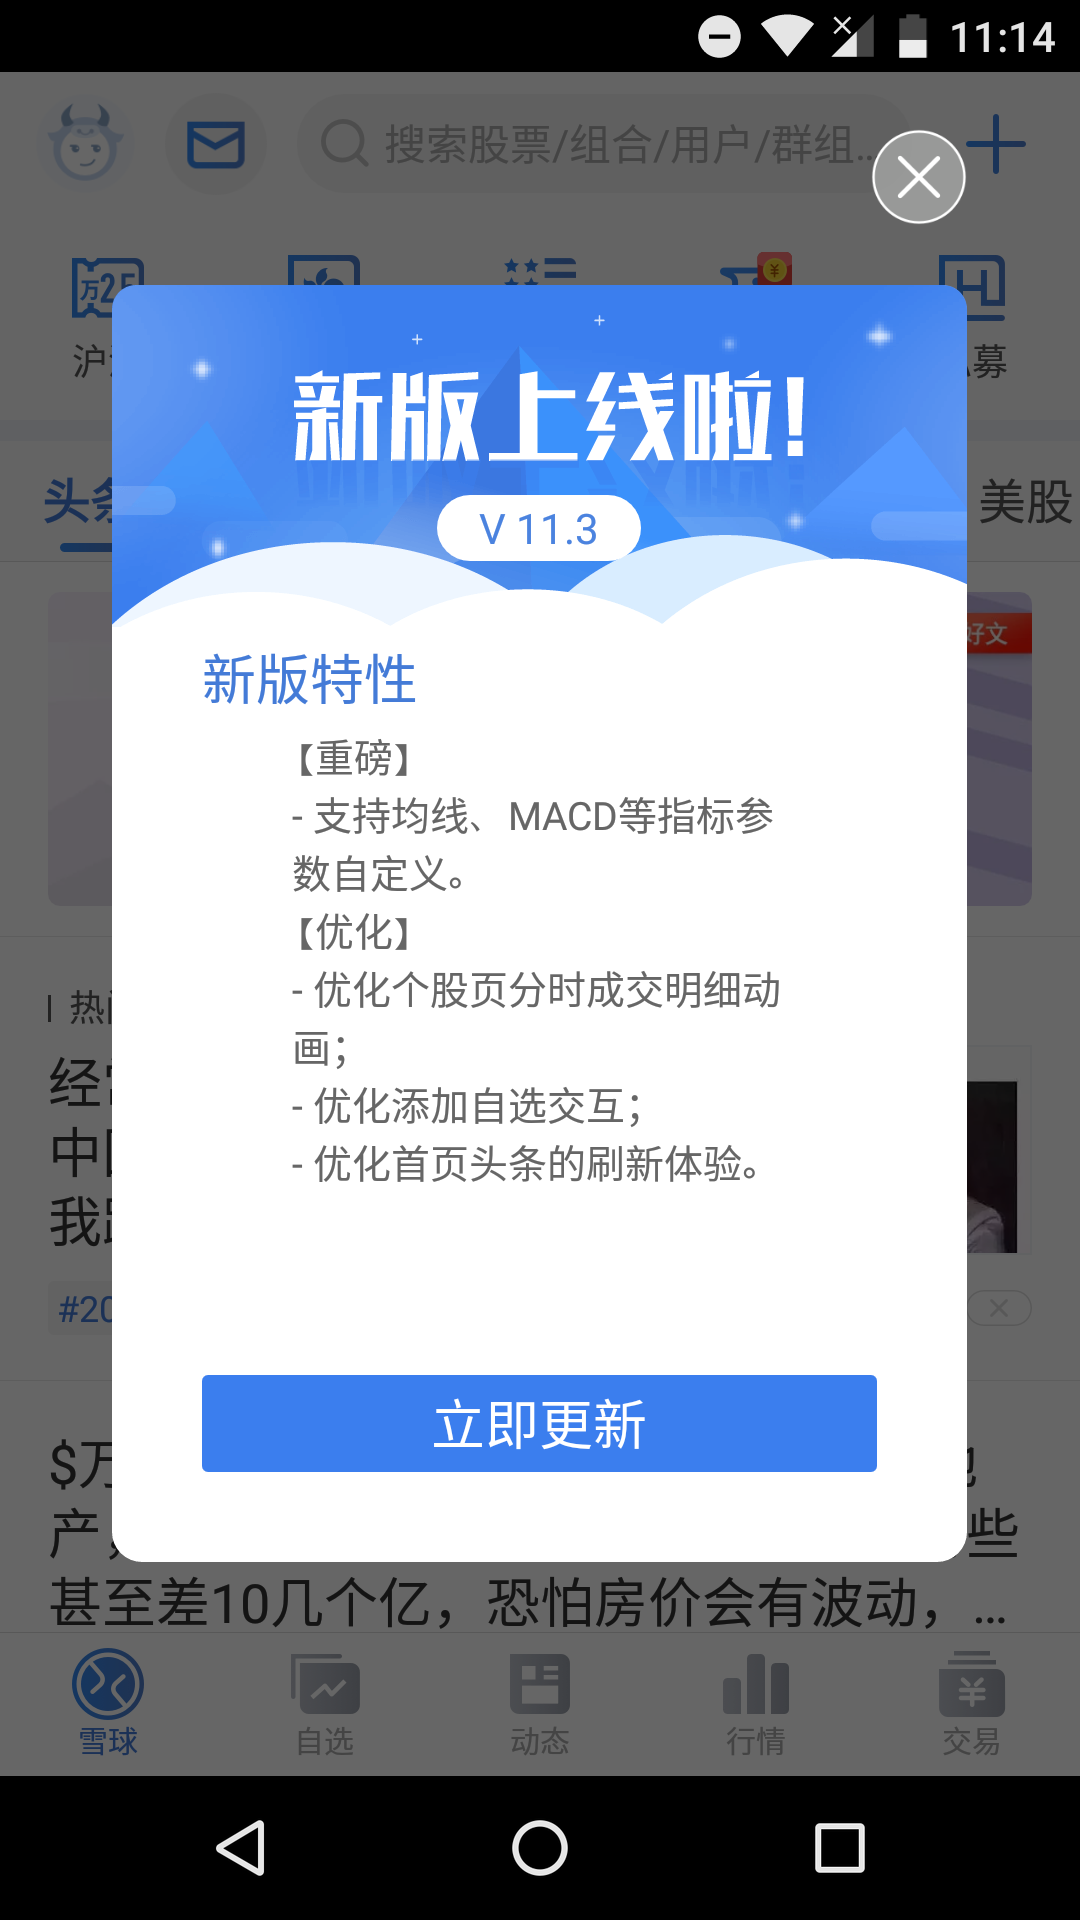 11:14
搜索股票/组合/用户/群组...
万25
沪
募
新版上线啦!
V 11.3
头条
美股
好文
新版特性
【重磅】
- 支持均线、MACD等指标参
数自定义。
【优化】
- 优化个股页分时成交明细动
画；
- 优化添加自选交互；
- 优化首页头条的刷新体验。
热
经
中
我
#20
立即更新
$万
产
些
甚至差10几个亿，恐怕房价会有波动，...
雪球
自选
动态
行情
交易